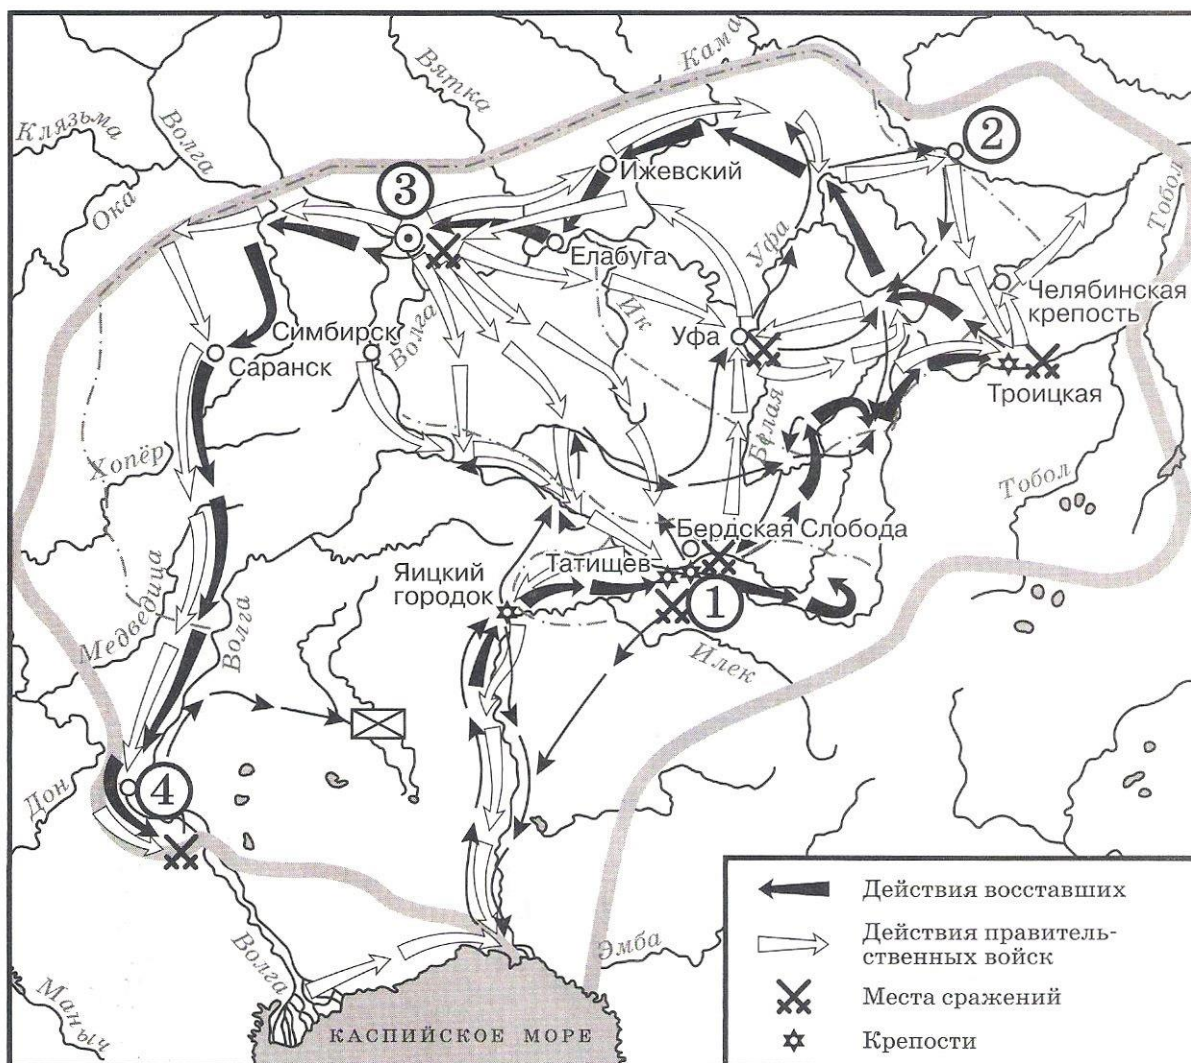 Клязьма
Волга
Вятка
Кама
Ока
3
2
Ижевский
Тобол
Елабуга
Уфа
Челябинская
крепость
Симбирск
Волга
Ик
Уфа
Саранск
Троицкая
Белая
Хопёр
Тобол
Бердская Слобода
Медведица
Волга
Яицкий
городок
Татищев
1
Илек
Дон
4
Волга
Эмба
Маныч
КАСПИЙСКОЕ МОРЕ
Действия восставших
Действия правитель-
ственных войск
Места сражений
Крепости